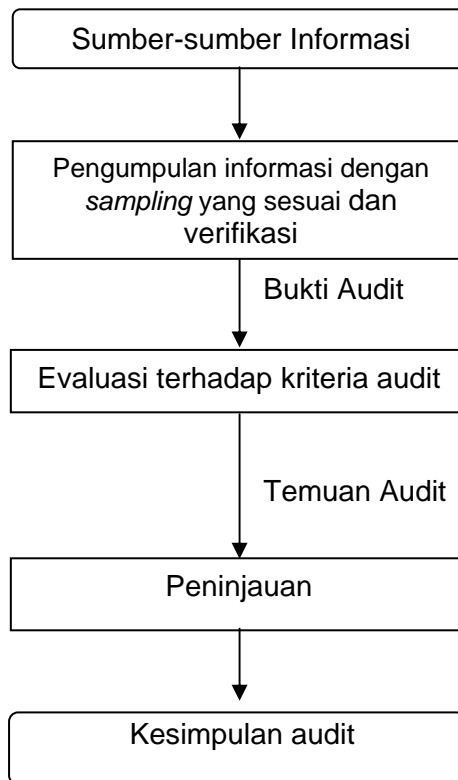 Sumber-sumber Informasi
Pengumpulan informasi dengan
sampling yang sesuai dan
verifikasi
Bukti Audit
Evaluasi terhadap kriteria audit
Temuan Audit
Peninjauan
Kesimpulan audit